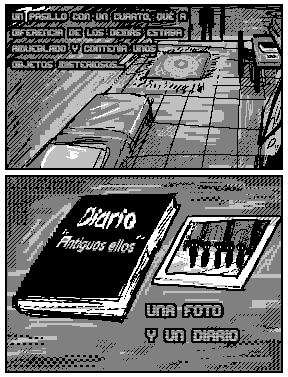 UN PASILLO CON UN CUARTO, QUE A
DIFERENCIA DE LOS DEMÁS ESTABA
AMUEBLADO Y CONTENÍA UNOS
OBJETOS MISTERIOSOS...
Diario
"Antiguos ellos"
UNA FOTO
Y UN DIARIO